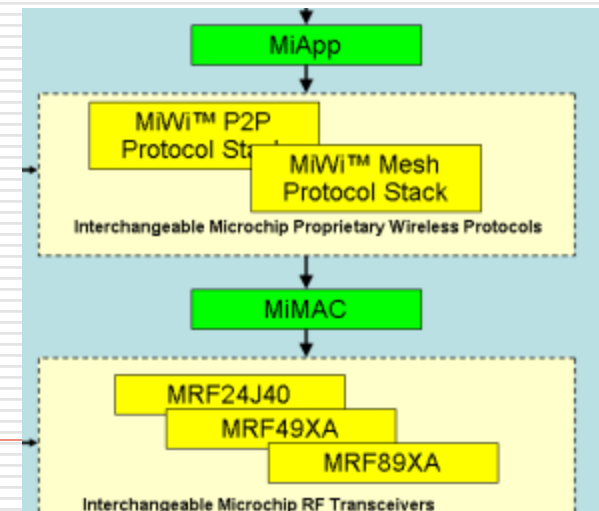 MiApp
MiWi™ P2P
Protocol
MiWi™ Mesh
Protocol Stack
Interchangeable Microchip Proprietary Wireless Protocols
MiMAC
MRF24J40
MRF49XA
MRF89XA
Interchangeable Microchip RF Transceivers